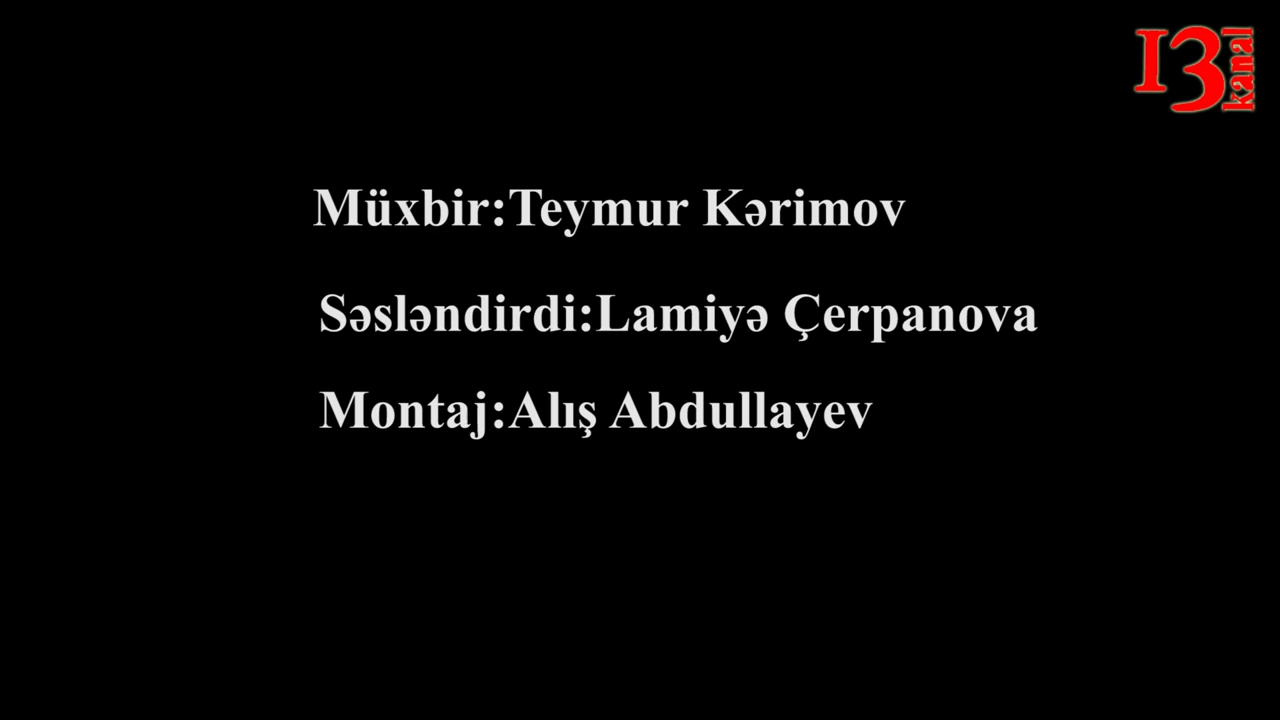 13 kanal
Müxbir:Teymur Kərimov
Səsləndirdi:Lamiyə Çerpanova
Montaj:Alış Abdullayev